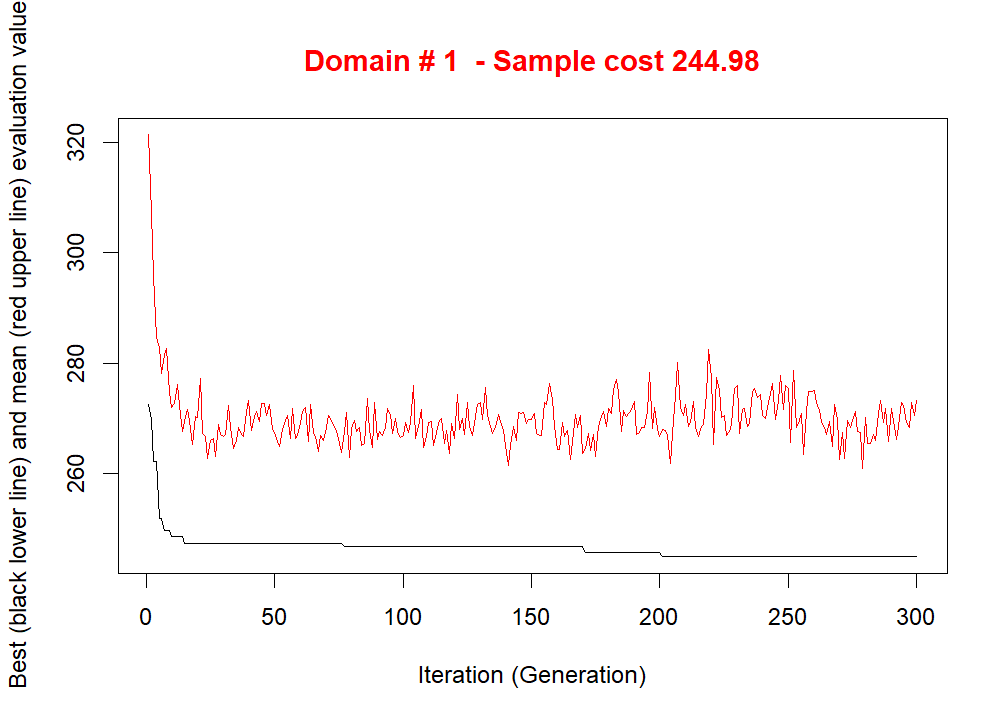 Domain # 1  - Sample cost 244.98
Best (black lower line) and mean (red upper line) evaluation value
320
300
280
260
0 50 100 150 200 250 300
Iteration (Generation)